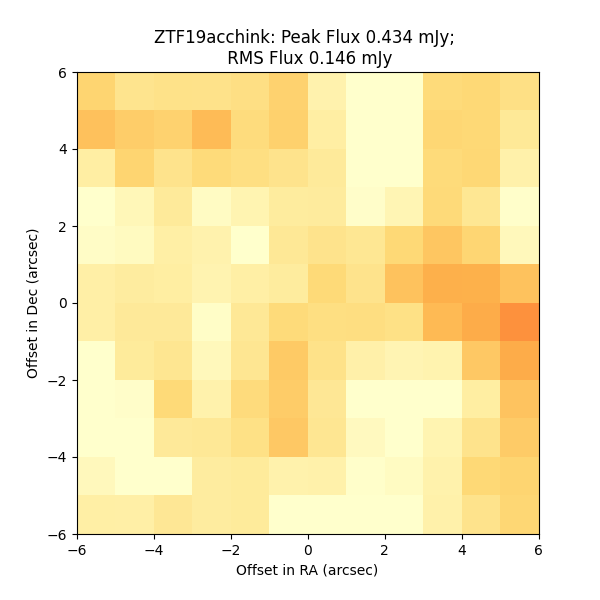 ZTF19acchink: Peak Flux 0.434 mJy;
RMS Flux 0.146 mJy
6
4
2
0
−2
−4
−6
Offset in Dec (arcsec)
−6 −4 −2 0 2 4 6
Offset in RA (arcsec)